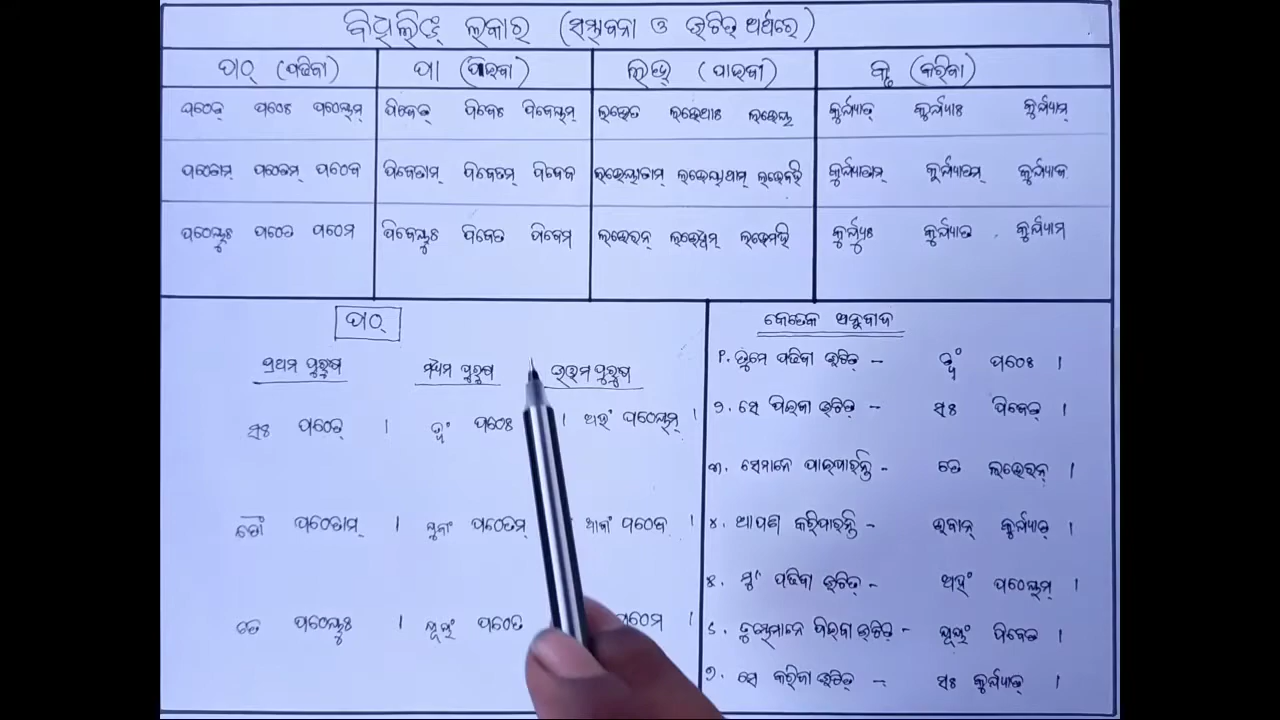 ବିଧିଲିଙ୍ ଲକାର (ସମ୍ଭାବନା ଓ ଉଚିତ୍ ଅର୍ଥରେ)
ପଠ୍ (ପଢିବା) ପା (ପିଇବା) ଲଭ୍ (ପାଇବା) କୃ (କରିବା)
ପଠେତ୍ ପଠେଃ ପଠେୟମ୍ ପିବେତ୍ ପିବେଃ ପିବେୟମ୍ ଲଭେତ ଲଭେଥାଃ ଲଭେୟ କୁର୍ଯ୍ୟାତ୍ କୁର୍ଯ୍ୟାଃ କୁର୍ଯ୍ୟାମ୍
ପଠେତାମ୍ ପଠେତମ୍ ପଠେବ ପିବେତାମ୍ ପିବେତମ୍ ପିବେବ ଲଭେୟାତାମ୍ ଲଭେୟାଥାମ୍ ଲଭେବହି କୁର୍ଯ୍ୟାତାମ୍ କୁର୍ଯ୍ୟାତମ୍ କୁର୍ଯ୍ୟାବ
ପଠେୟୁଃ ପଠେତ ପଠେମ ପିବେୟୁଃ ପିବେତ ପିବେମ ଲଭେରନ୍ ଲଭେଧ୍ୱମ୍ ଲଭେମହି କୁର୍ଯ୍ୟୁଃ କୁର୍ଯ୍ୟାତ କୁର୍ଯ୍ୟାମ
ପଠ୍
ପ୍ରଥମ ପୁରୁଷ ମଧ୍ୟମ ପୁରୁଷ ଉତ୍ତମ ପୁରୁଷ
ସଃ ପଠେତ୍ । ତ୍ୱଂ ପଠେଃ । ଅହଂ ପଠେୟମ୍ ।
ତୌ ପଠେତାମ୍ । ଯୁବାଂ ପଠେତମ୍ ଆବାଂ ପଠେବ ।
ତେ ପଠେୟୁଃ । ଯୂୟଂ ପଠେତ ପଠେମ ।
କେତେକ ଅନୁବାଦ
୧. ତୁମେ ପଢିବା ଉଚିତ୍ - ତ୍ୱଂ ପଠେଃ ।
୨. ସେ ପିଇବା ଉଚିତ୍ - ସଃ ପିବେତ୍ ।
୩. ସେମାନେ ପାଇପାରନ୍ତି - ତେ ଲଭେରନ୍ ।
୪. ଆପଣ କରିପାରନ୍ତି - ଭବାନ୍ କୁର୍ଯ୍ୟାତ୍ ।
୫. ମୁଁ ପଢିବା ଉଚିତ୍ - ଅହଂ ପଠେୟମ୍ ।
୬. ତୁମ୍ଭେମାନେ ପିଇବା ଉଚିତ୍ - ଯୂୟଂ ପିବେତ ।
୭. ସେ କରିବା ଉଚିତ୍ - ସଃ କୁର୍ଯ୍ୟାତ୍ ।